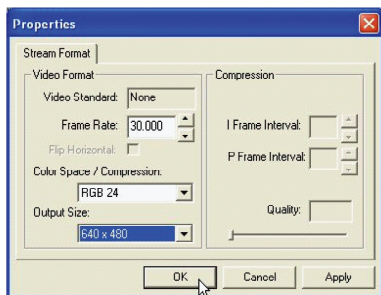 Properties
Stream Format
Video Format
Video Standard: None
Frame Rate: 30.000
Flip Horizontal:
Color Space / Compression:
RGB 24
Output Size:
640 x 480
Compression
I Frame Interval:
P Frame Interval:
Quality:
OK Cancel Apply